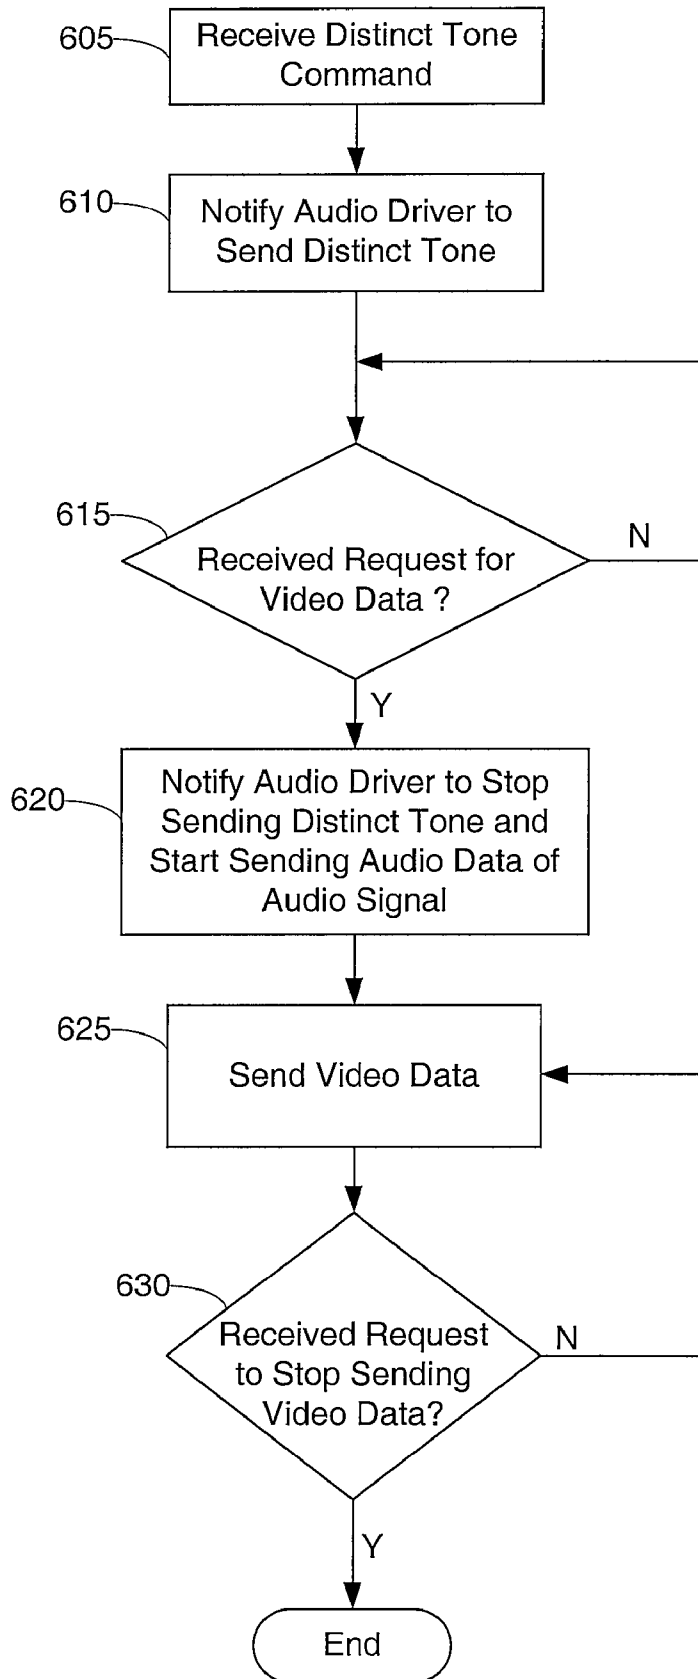 605
Receive Distinct Tone
Command
610
Notify Audio Driver to
Send Distinct Tone
615
Received Request for
Video Data ?
N
Y
620
Notify Audio Driver to Stop
Sending Distinct Tone and
Start Sending Audio Data of
Audio Signal
625
Send Video Data
630
Received Request
to Stop Sending
Video Data?
N
Y
End